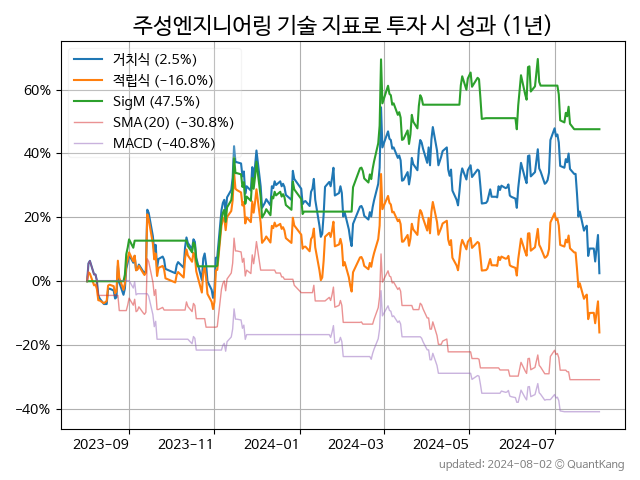 주성엔지니어링 기술 지표로 투자 시 성과 (1년)
거치식 (2.5%)
적립식 (−16.0%)
SigM (47.5%)
SMA(20) (−30.8%)
MACD (−40.8%)
60%
40%
20%
0%
−20%
−40%
2023-09 2023-11 2024-01 2024-03 2024-05 2024-07
updated: 2024-08-02 © QuantKang